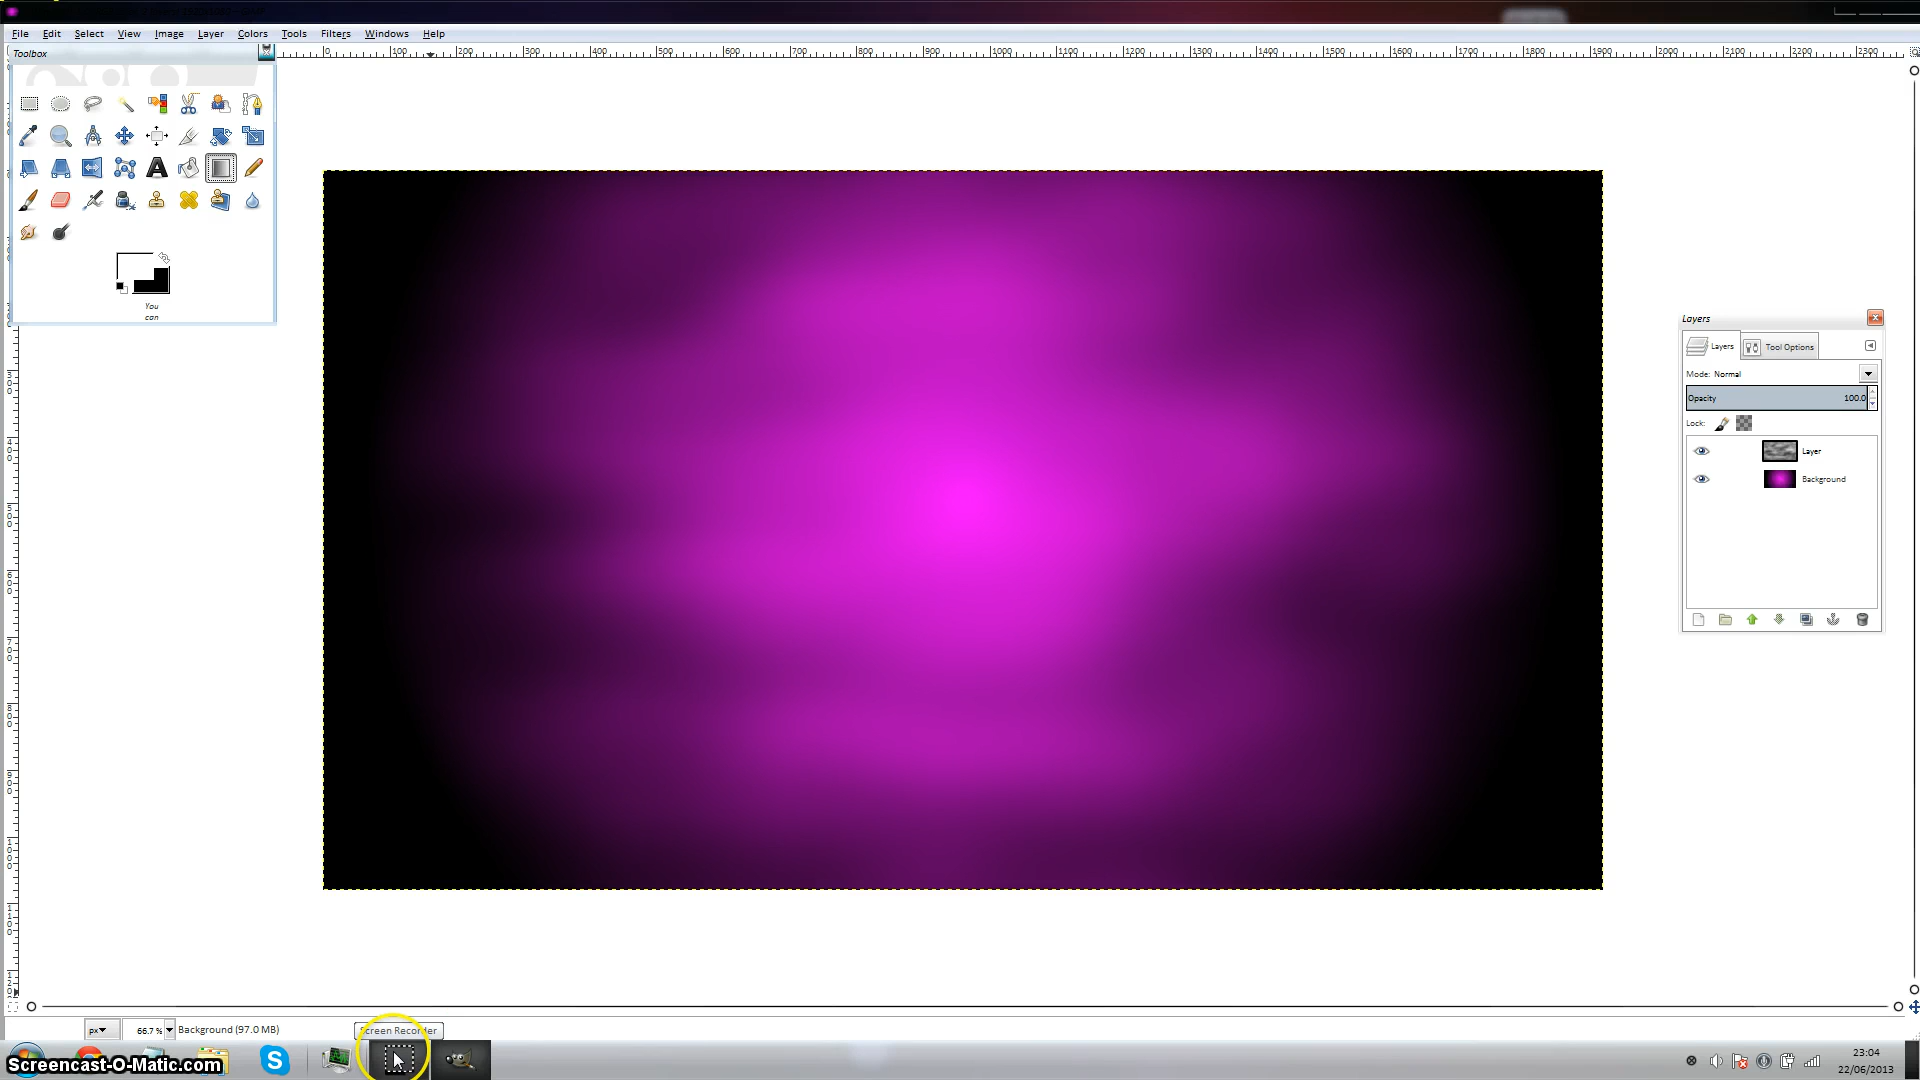 File Edit Select View Image Layer Colors Tools Filters Windows Help
Toolbox
0 100 200 300 400 500 600 700 800 900 1000 1100 1200 1300 1400 1500 1600 1700 1800 1900 2000 2100 2200 2300
You
can
Layers
Layers Tool Options
Mode: Normal
Opacity 100.0
Lock:
Layer
Background
px 66.7 % Background (97.0 MB)
Screen Recorder
Screencast-O-Matic.com
23:04
22/06/2013